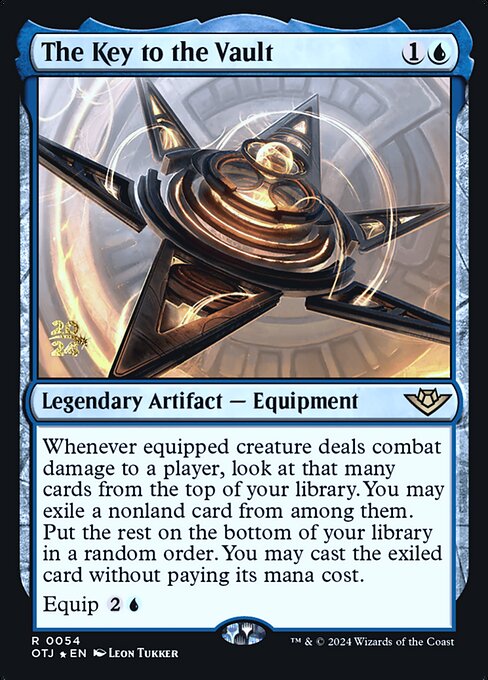 The Key to the Vault 1
20
24
Legendary Artifact — Equipment
Whenever equipped creature deals combat
damage to a player, look at that many
cards from the top of your library. You may
exile a nonland card from among them.
Put the rest on the bottom of your library
in a random order. You may cast the exiled
card without paying its mana cost.
Equip 2
R 0054
OTJ ★ EN Leon Tukker
™ & © 2024 Wizards of the Coast